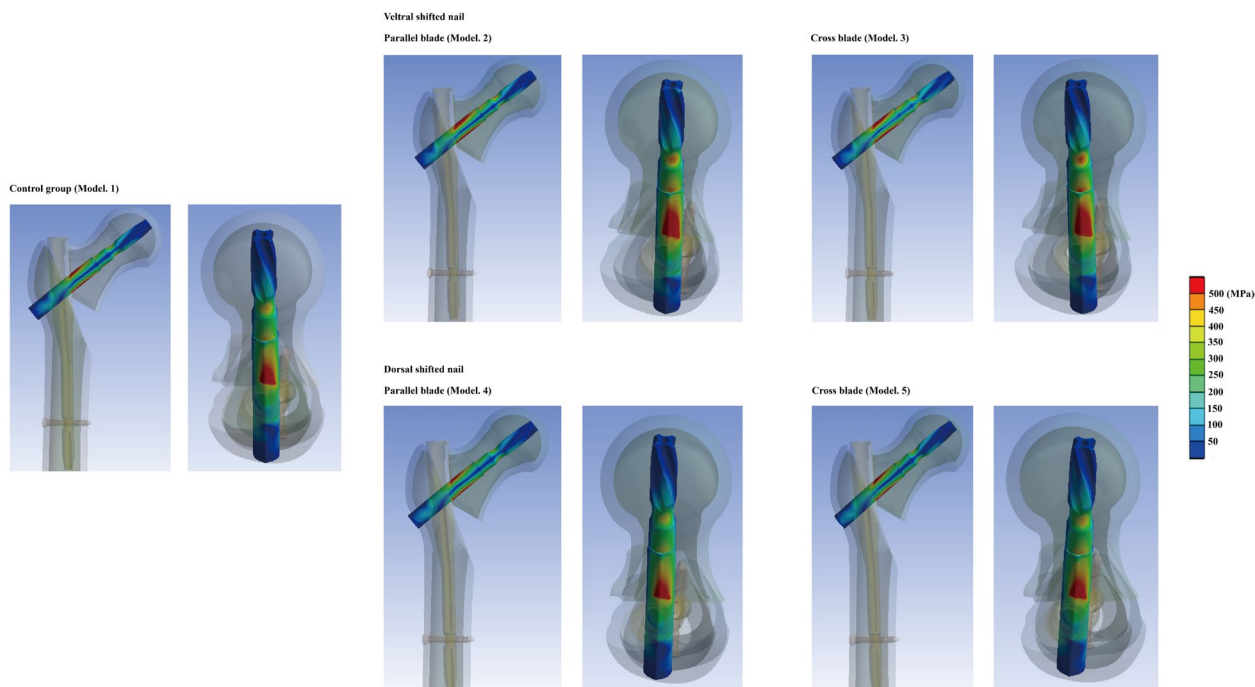 Veltral shifted nail
Parallel blade (Model. 2)
Cross blade (Model. 3)
Control group (Model. 1)
Dorsal shifted nail
Parallel blade (Model. 4)
Cross blade (Model. 5)
500 (MPa)
450
400
350
300
250
200
150
100
50